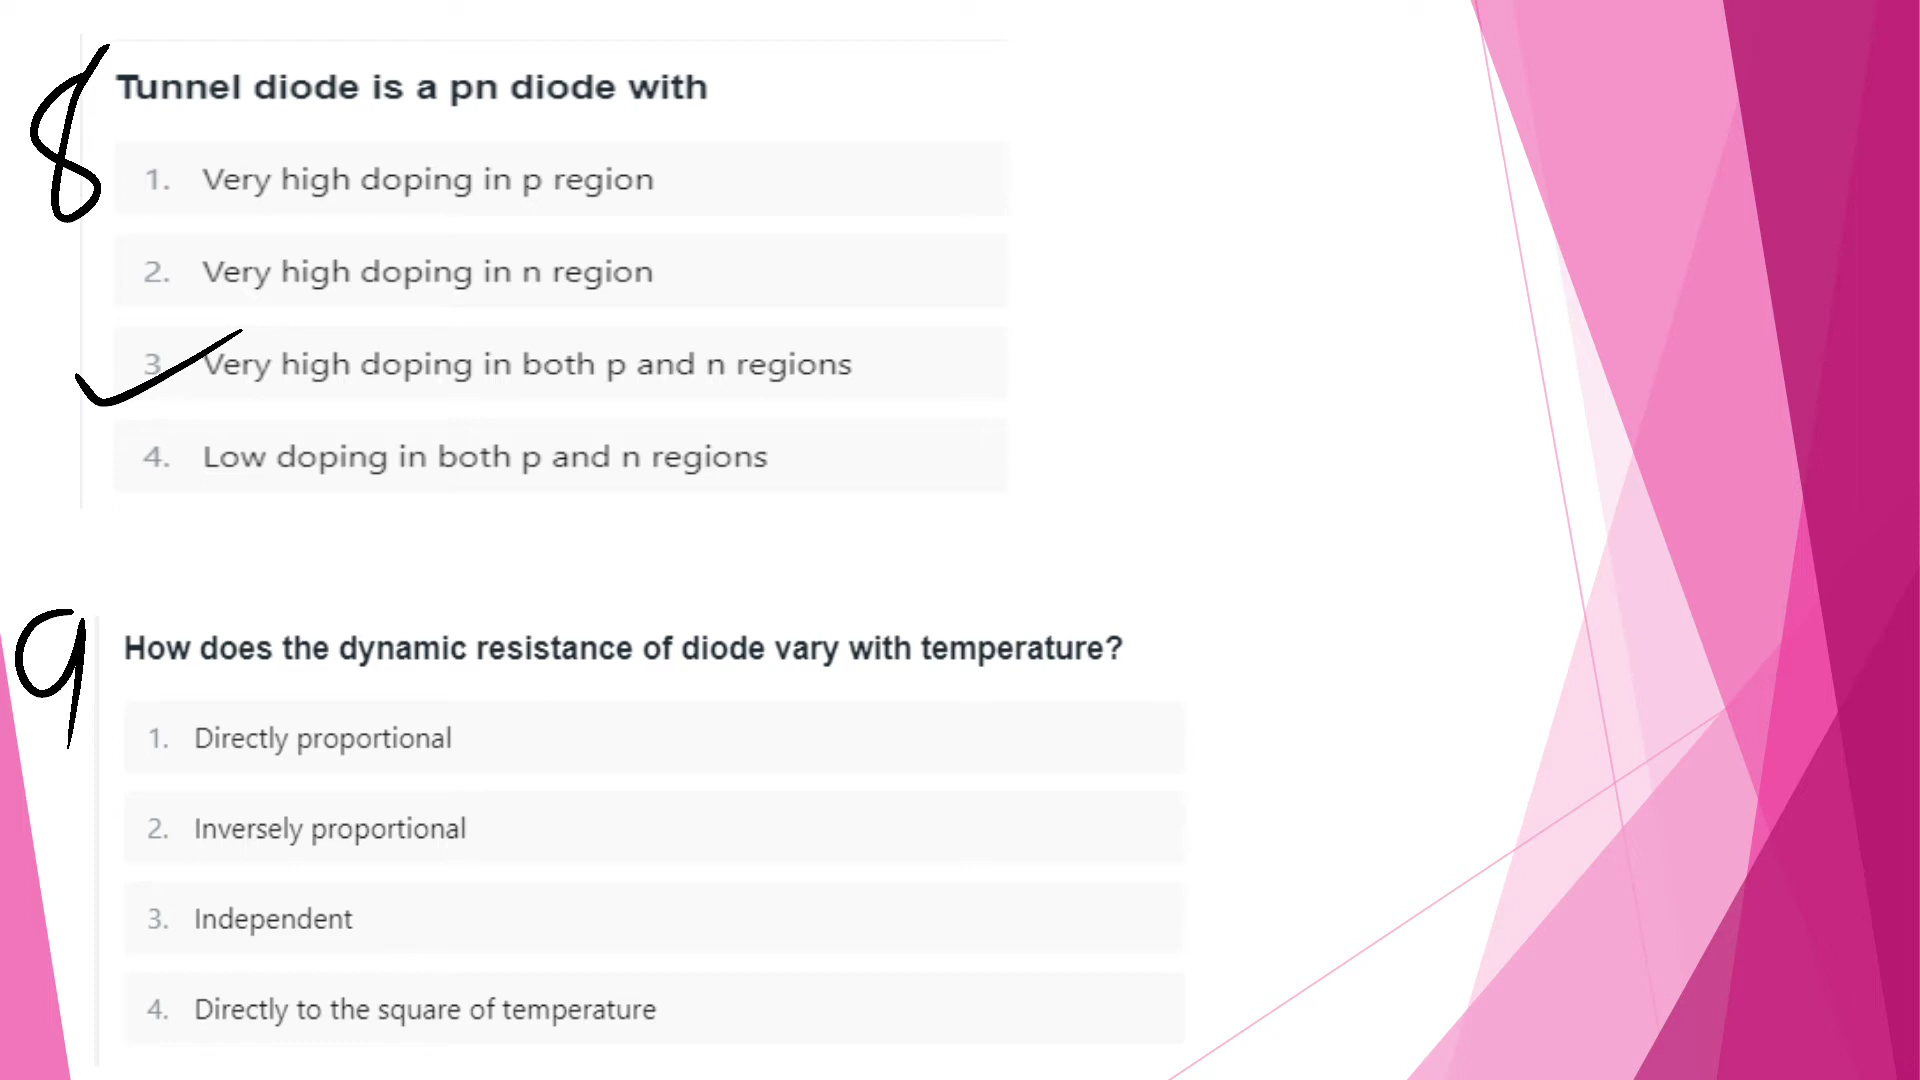 8
Tunnel diode is a pn diode with
1. Very high doping in p region
2. Very high doping in n region
3. Very high doping in both p and n regions
4. Low doping in both p and n regions
9
How does the dynamic resistance of diode vary with temperature?
1. Directly proportional
2. Inversely proportional
3. Independent
4. Directly to the square of temperature